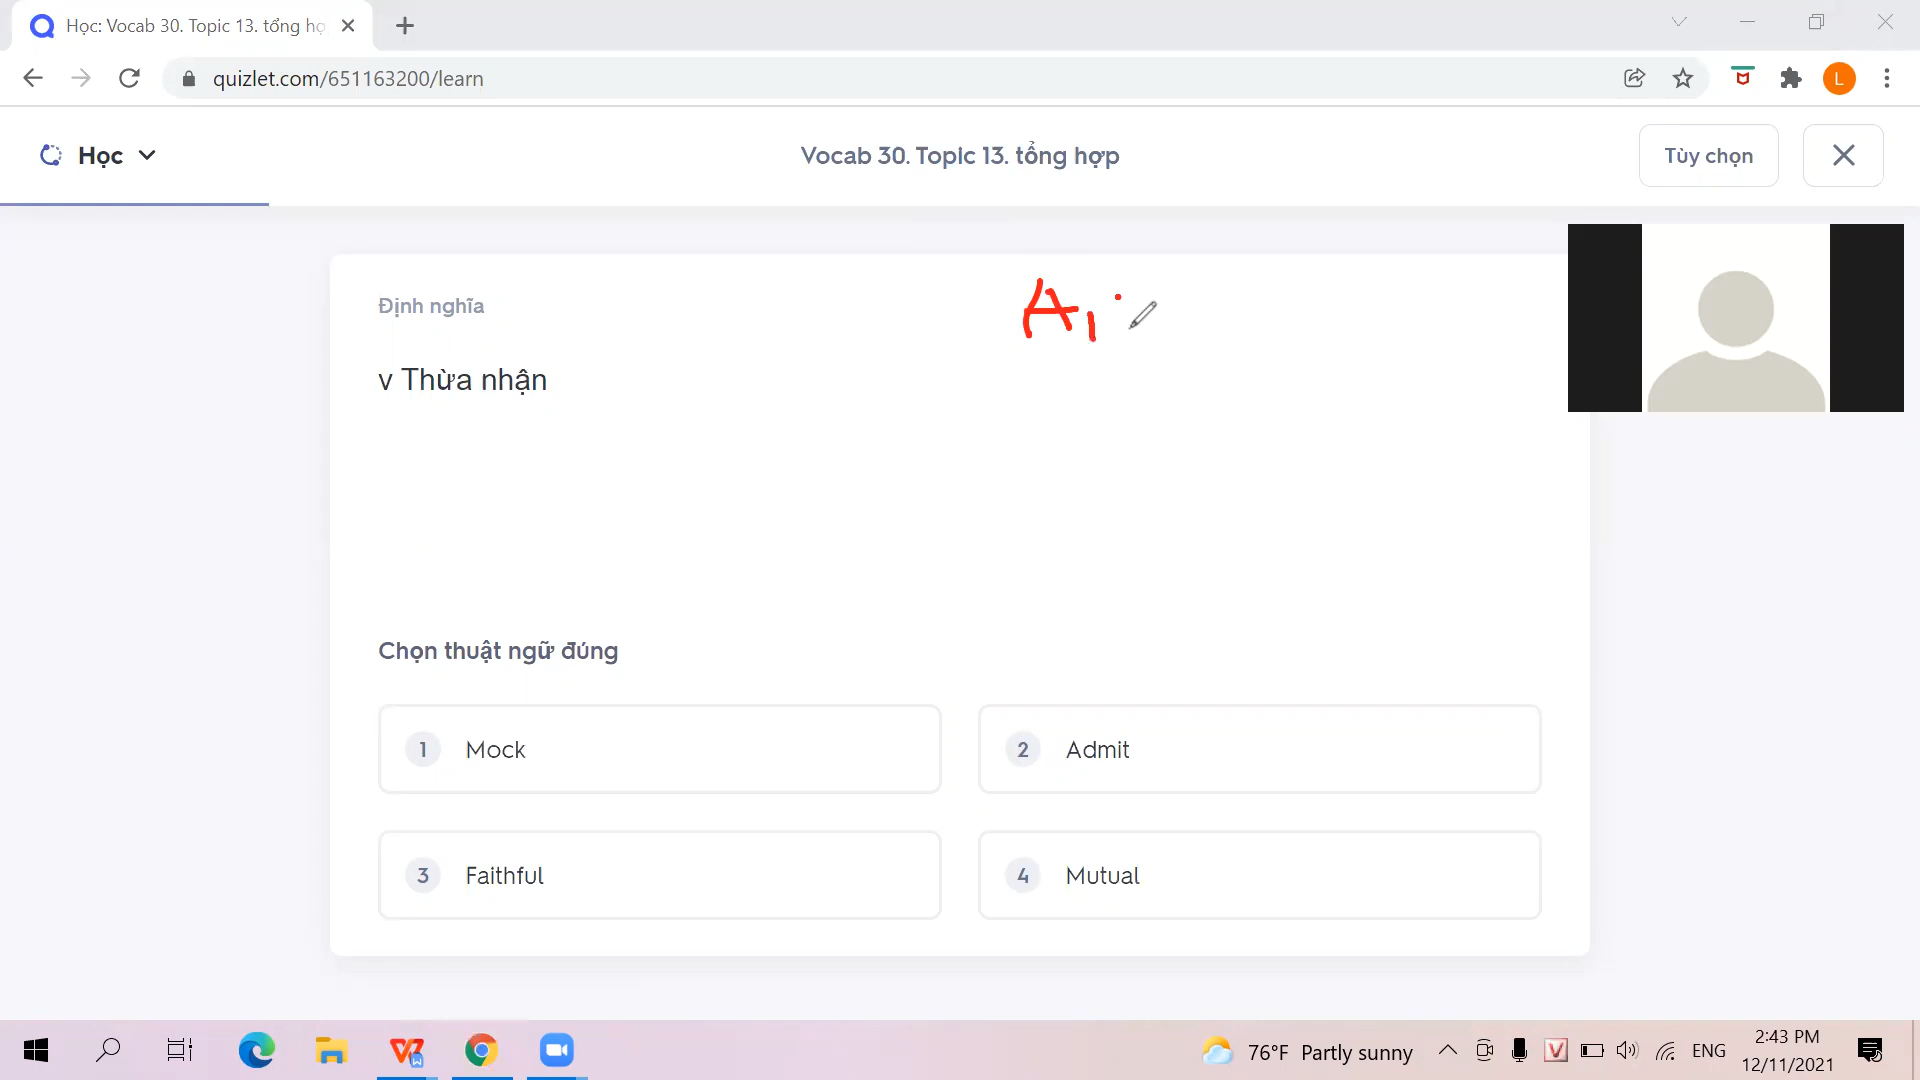 Học: Vocab 30. Topic 13. tổng hợ
quizlet.com/651163200/learn
L
Học
Vocab 30. Topic 13. tổng hợp
Tùy chọn
Định nghĩa
A1
v Thừa nhận
Chọn thuật ngữ đúng
1 Mock
2 Admit
3 Faithful
4 Mutual
76°F Partly sunny
ENG
2:43 PM
12/11/2021